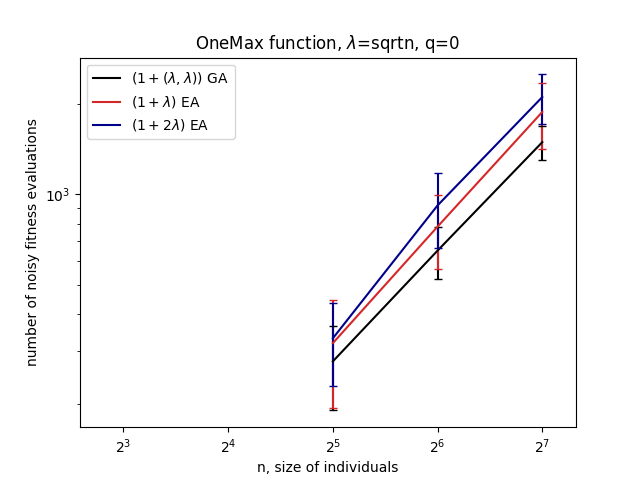 OneMax function, λ=sqrtn, q=0
(1 + (λ, λ)) GA
(1 + λ) EA
(1 + 2λ) EA
number of noisy fitness evaluations
10³
2³ 2⁴ 2⁵ 2⁶ 2⁷
n, size of individuals